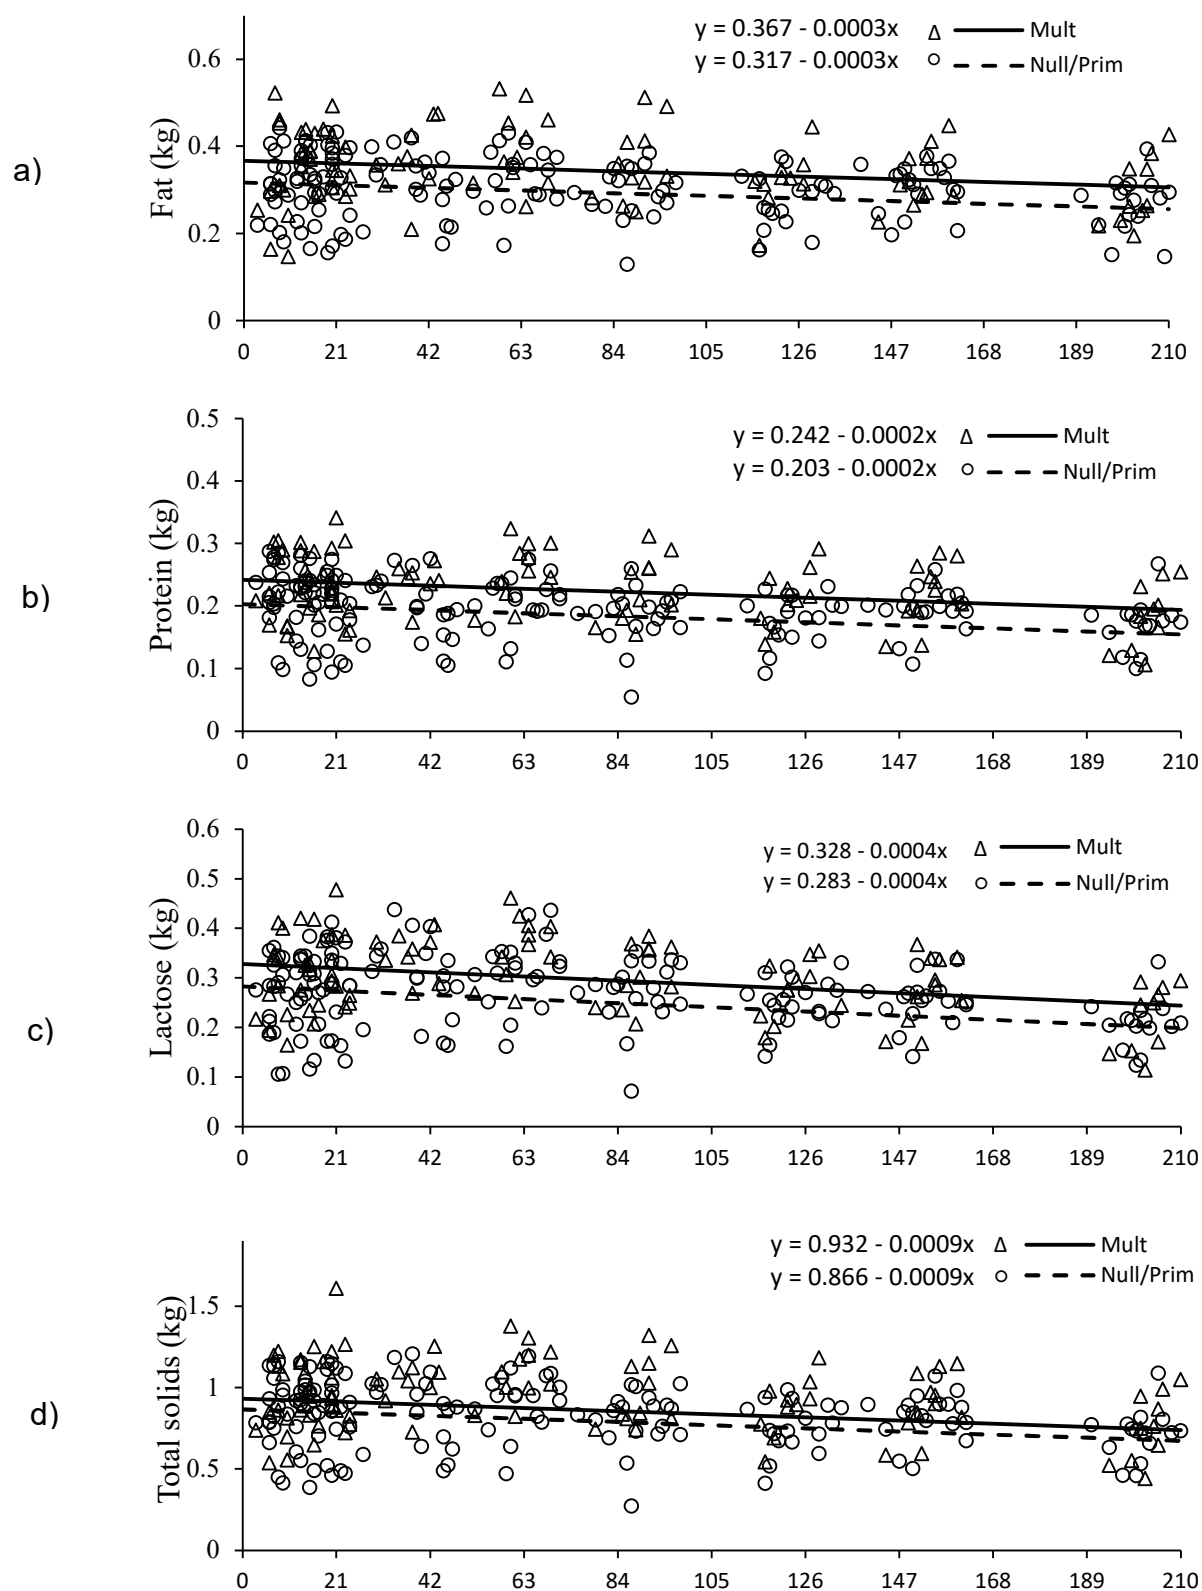 y = 0.367 - 0.0003x Mult
y = 0.317 - 0.0003x Null/Prim
0.6
0.4
0.2
0
a)
Fat (kg)
0 21 42 63 84 105 126 147 168 189 210
0.5
y = 0.242 - 0.0002x Mult
y = 0.203 - 0.0002x Null/Prim
0.4
0.3
0.2
0.1
0
b)
Protein (kg)
0 21 42 63 84 105 126 147 168 189 210
0.6
y = 0.328 - 0.0004x Mult
y = 0.283 - 0.0004x Null/Prim
0.5
0.4
0.3
0.2
0.1
0
c)
Lactose (kg)
0 21 42 63 84 105 126 147 168 189 210
y = 0.932 - 0.0009x Mult
y = 0.866 - 0.0009x Null/Prim
1.5
1
0.5
0
d)
Total solids (kg)
0 21 42 63 84 105 126 147 168 189 210